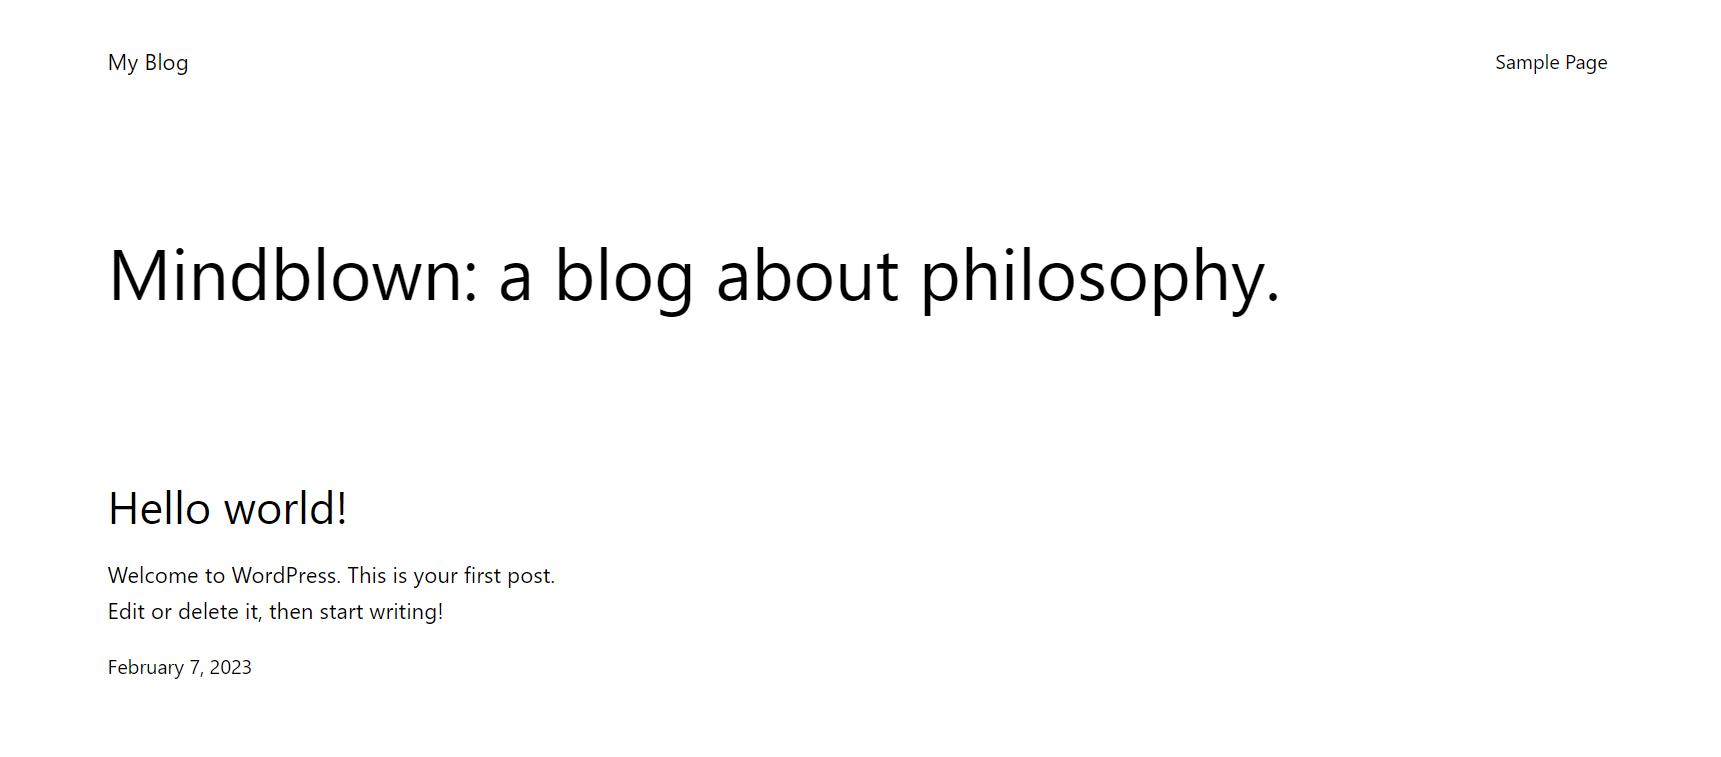 My Blog
Sample Page
Mindblown: a blog about philosophy.
Hello world!
Welcome to WordPress. This is your first post.
Edit or delete it, then start writing!
February 7, 2023